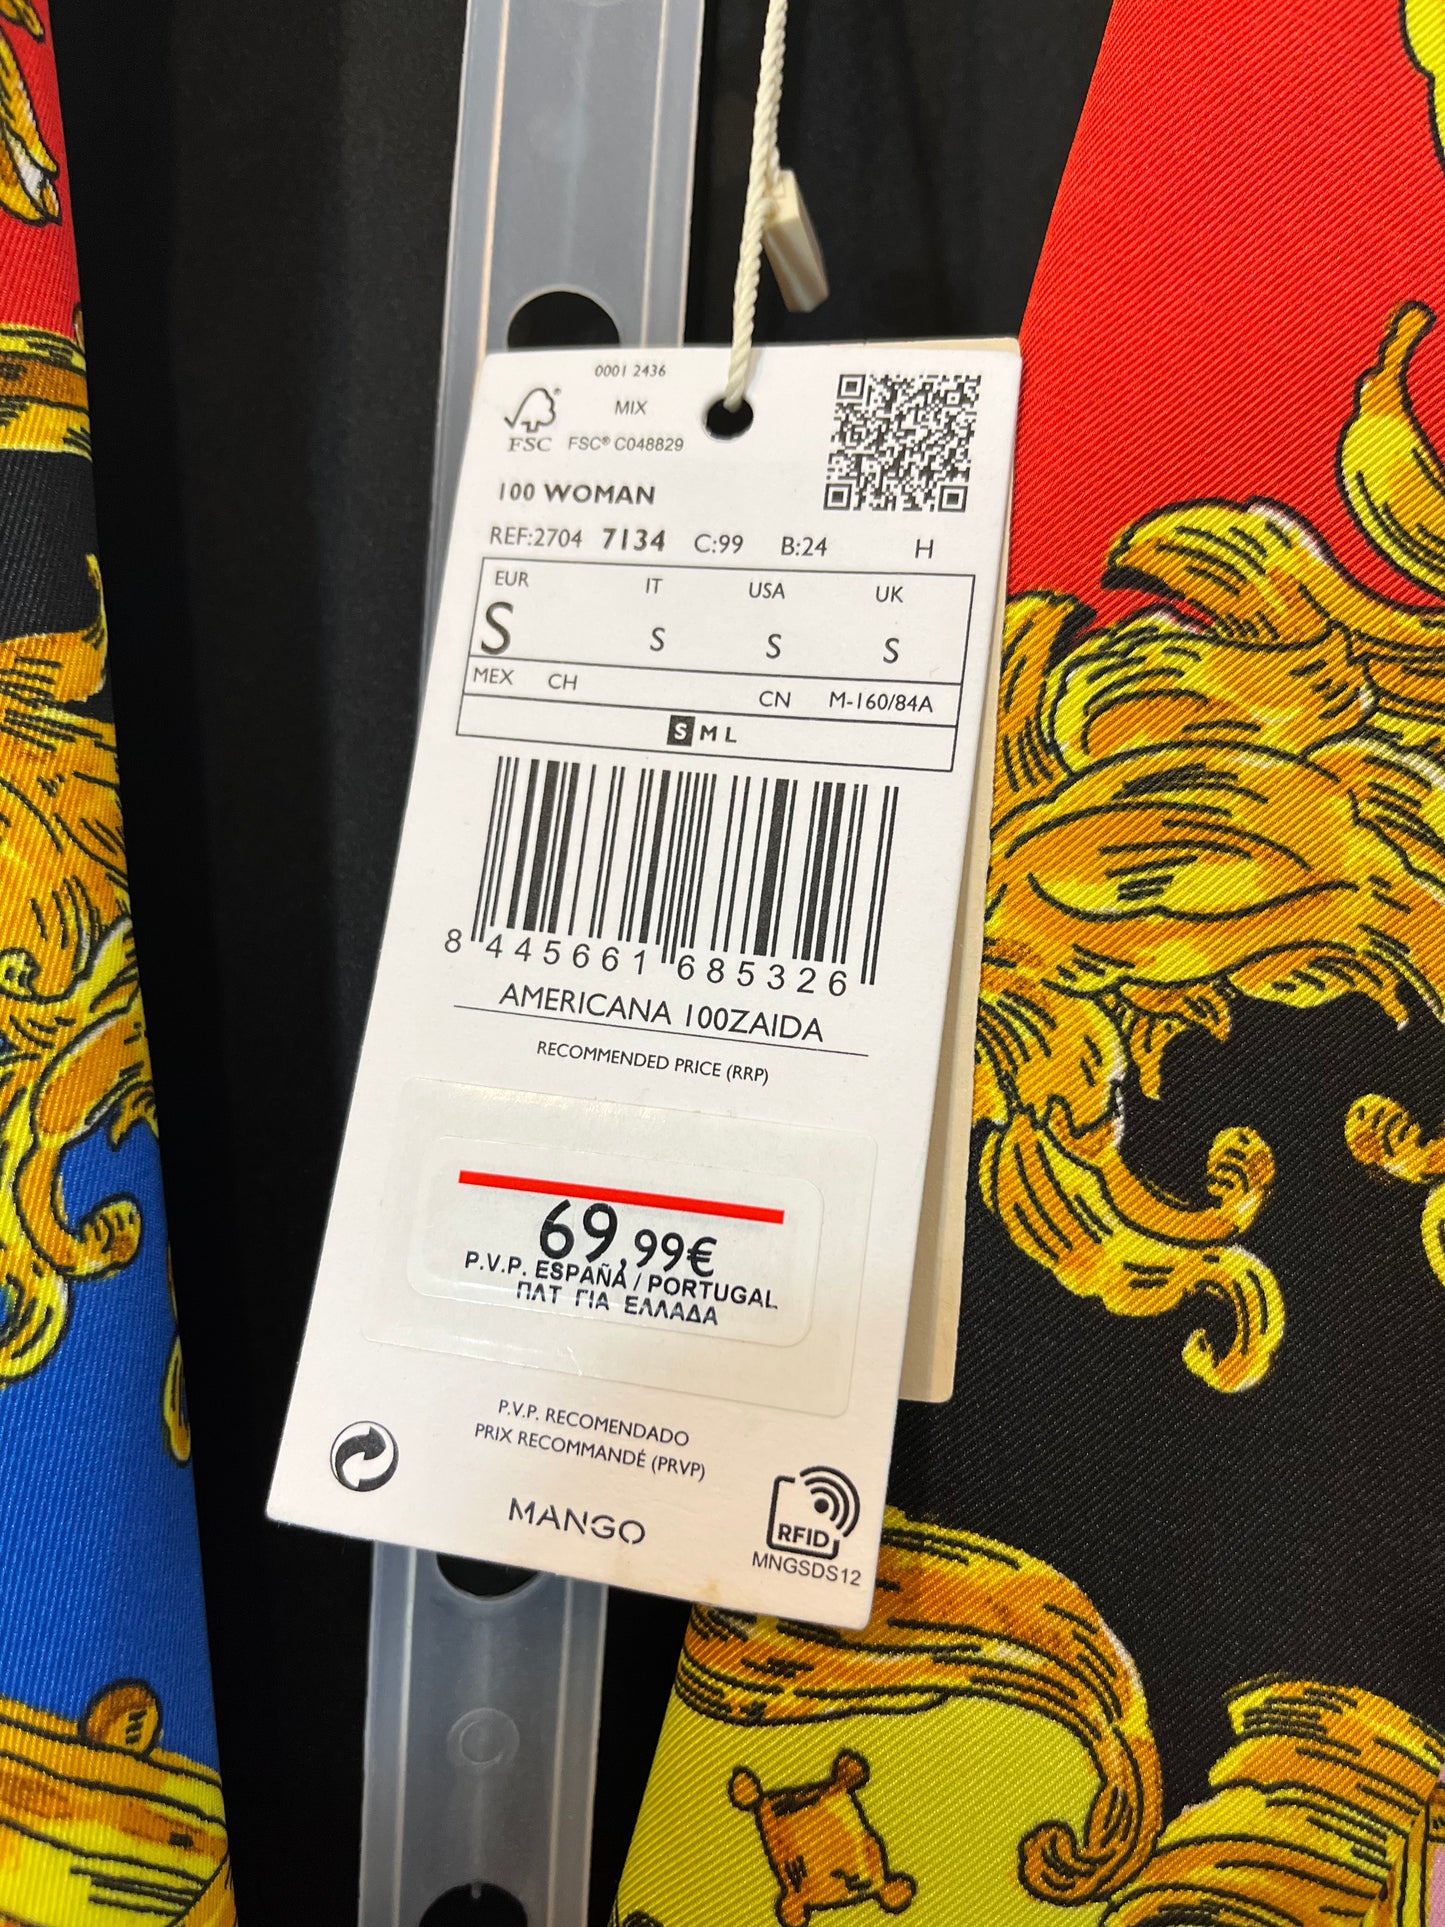 0001 2436
MIX
FSC FSC® C048829
100 WOMAN
REF:2704 7134 C:99 B:24 H
EUR IT USA UK
S S S S
MEX CH CN M-160/84A
S M L
8 445661 685326
AMERICANA 100ZAIDA
RECOMMENDED PRICE (RRP)
69,99€
P.V.P. ESPAÑA / PORTUGAL
ΠΛΤ ΓΙΑ ΕΛΛΑΔΑ
P.V.P. RECOMENDADO
PRIX RECOMMANDÉ (PRVP)
MANGO
RFID
MNGSDS12